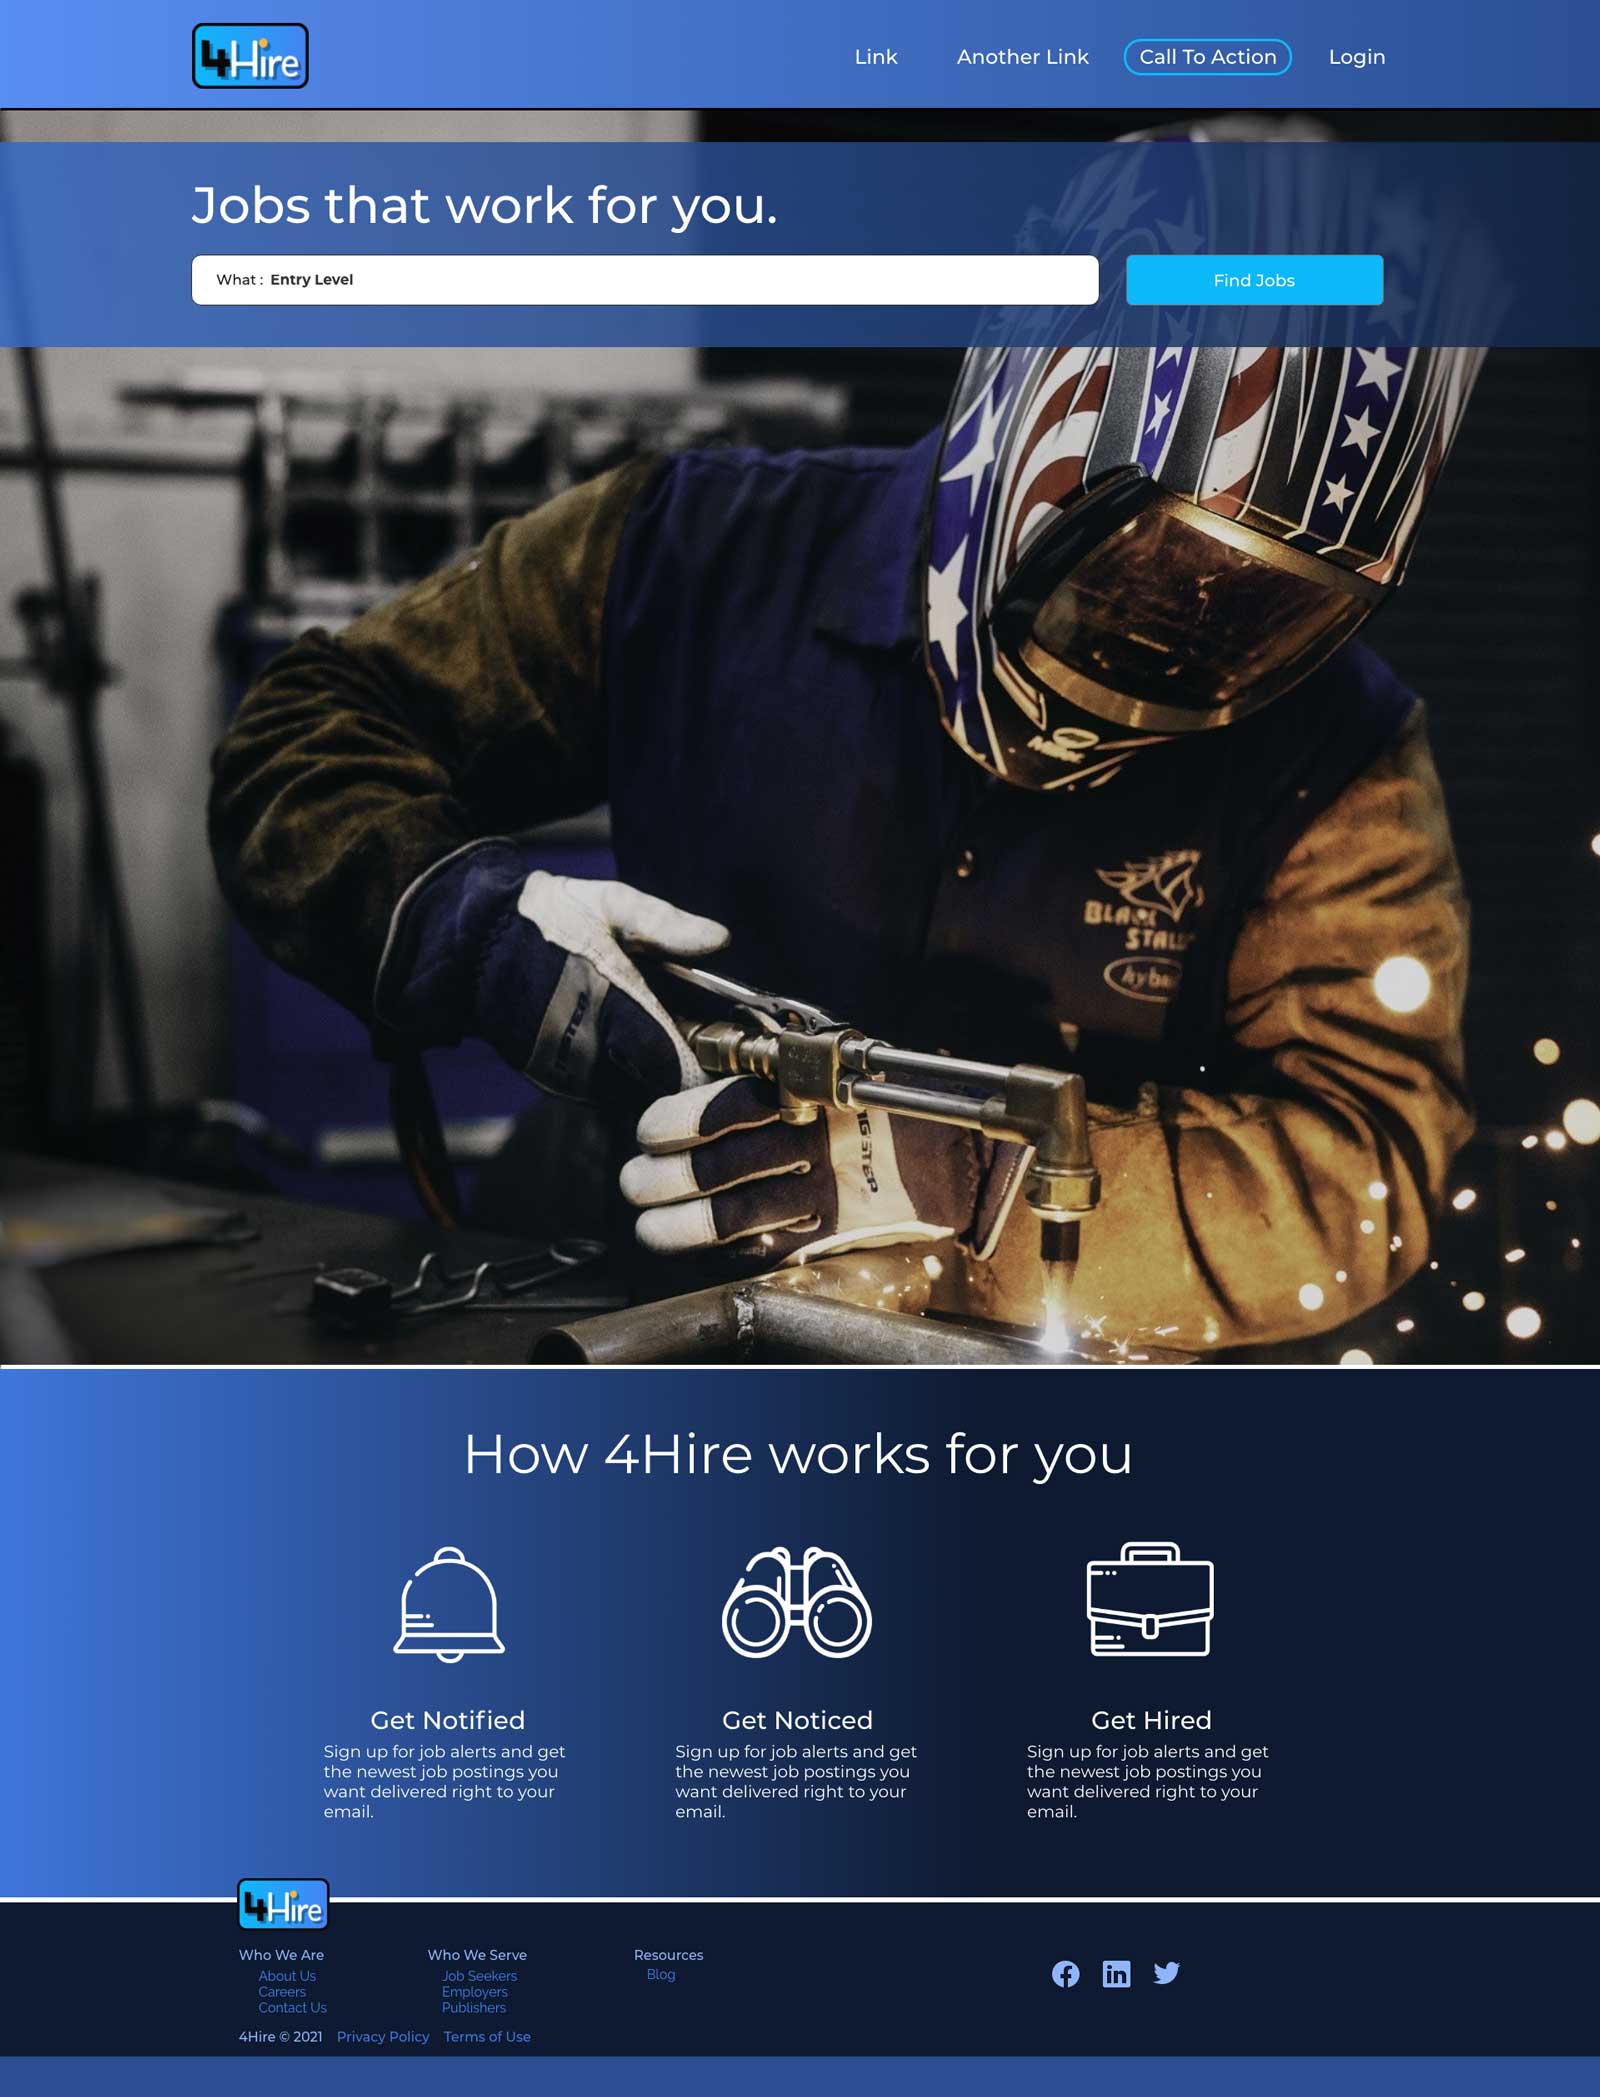 4Hire
Link Another Link Call To Action Login
Jobs that work for you.
What : Entry Level
Find Jobs
BLACK
STALL
How 4Hire works for you
Get Notified
Sign up for job alerts and get
the newest job postings you
want delivered right to your
email.
Get Noticed
Sign up for job alerts and get
the newest job postings you
want delivered right to your
email.
Get Hired
Sign up for job alerts and get
the newest job postings you
want delivered right to your
email.
4Hire
Who We Are
About Us
Careers
Contact Us
Who We Serve
Job Seekers
Employers
Publishers
Resources
Blog
4Hire © 2021 Privacy Policy Terms of Use